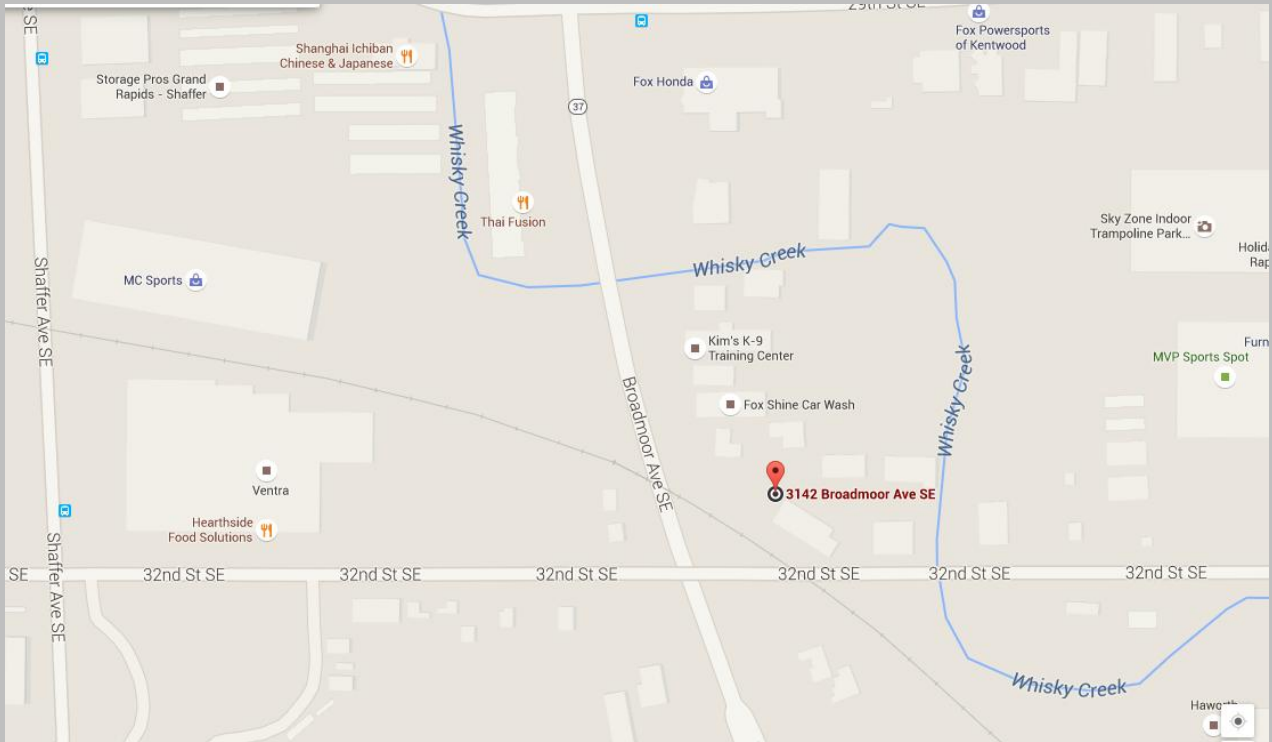 29th St SE
Fox Powersports
of Kentwood
Shanghai Ichiban
Chinese & Japanese
Storage Pros Grand
Rapids - Shaffer
Fox Honda
37
Whisky Creek
Thai Fusion
Sky Zone Indoor
Trampoline Park...
Whisky Creek
MC Sports
Shaffer Ave SE
Kim's K-9
Training Center
MVP Sports Spot
Broadmoor Ave SE
Fox Shine Car Wash
Whisky Creek
Ventra
3142 Broadmoor Ave SE
Hearthside
Food Solutions
Shaffer Ave SE
SE
32nd St SE
32nd St SE
32nd St SE
32nd St SE
32nd St SE
32nd St SE
Whisky Creek
Haworth